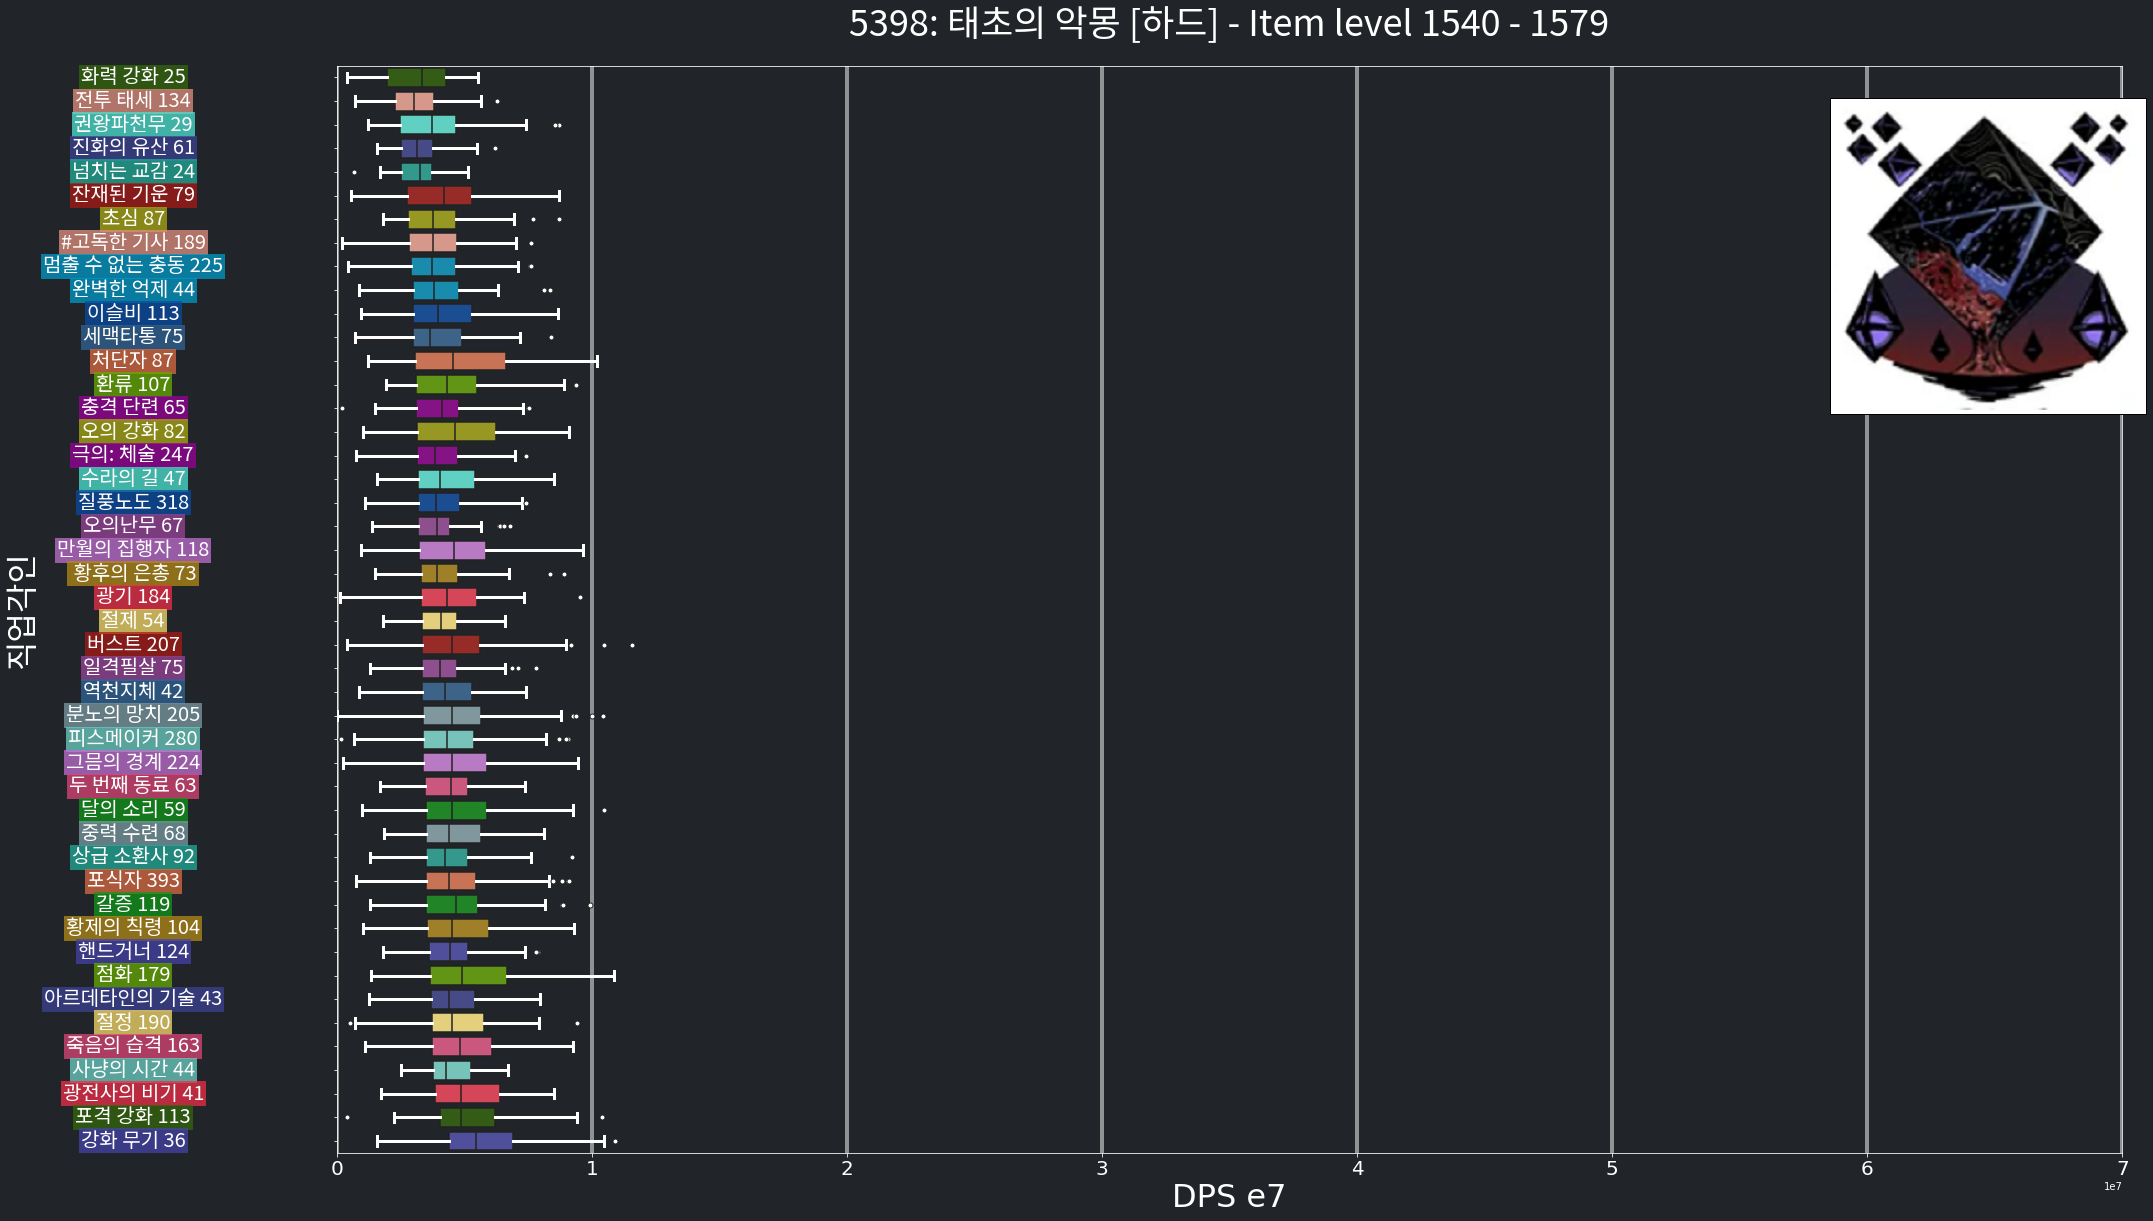 5398: 태초의 악몽 [하드] - Item level 1540 - 1579
직업각인
화력 강화 25
전투 태세 134
권왕파천무 29
진화의 유산 61
넘치는 교감 24
잔재된 기운 79
초심 87
#고독한 기사 189
멈출 수 없는 충동 225
완벽한 억제 44
이슬비 113
세맥타통 75
처단자 87
환류 107
충격 단련 65
오의 강화 82
극의: 체술 247
수라의 길 47
질풍노도 318
오의난무 67
만월의 집행자 118
황후의 은총 73
광기 184
절제 54
버스트 207
일격필살 75
역천지체 42
분노의 망치 205
피스메이커 280
그믐의 경계 224
두 번째 동료 63
달의 소리 59
중력 수련 68
상급 소환사 92
포식자 393
갈증 119
황제의 칙령 104
핸드거너 124
점화 179
아르데타인의 기술 43
절정 190
죽음의 습격 163
사냥의 시간 44
광전사의 비기 41
포격 강화 113
강화 무기 36
0 1 2 3 4 5 6 7
1e7
DPS e7